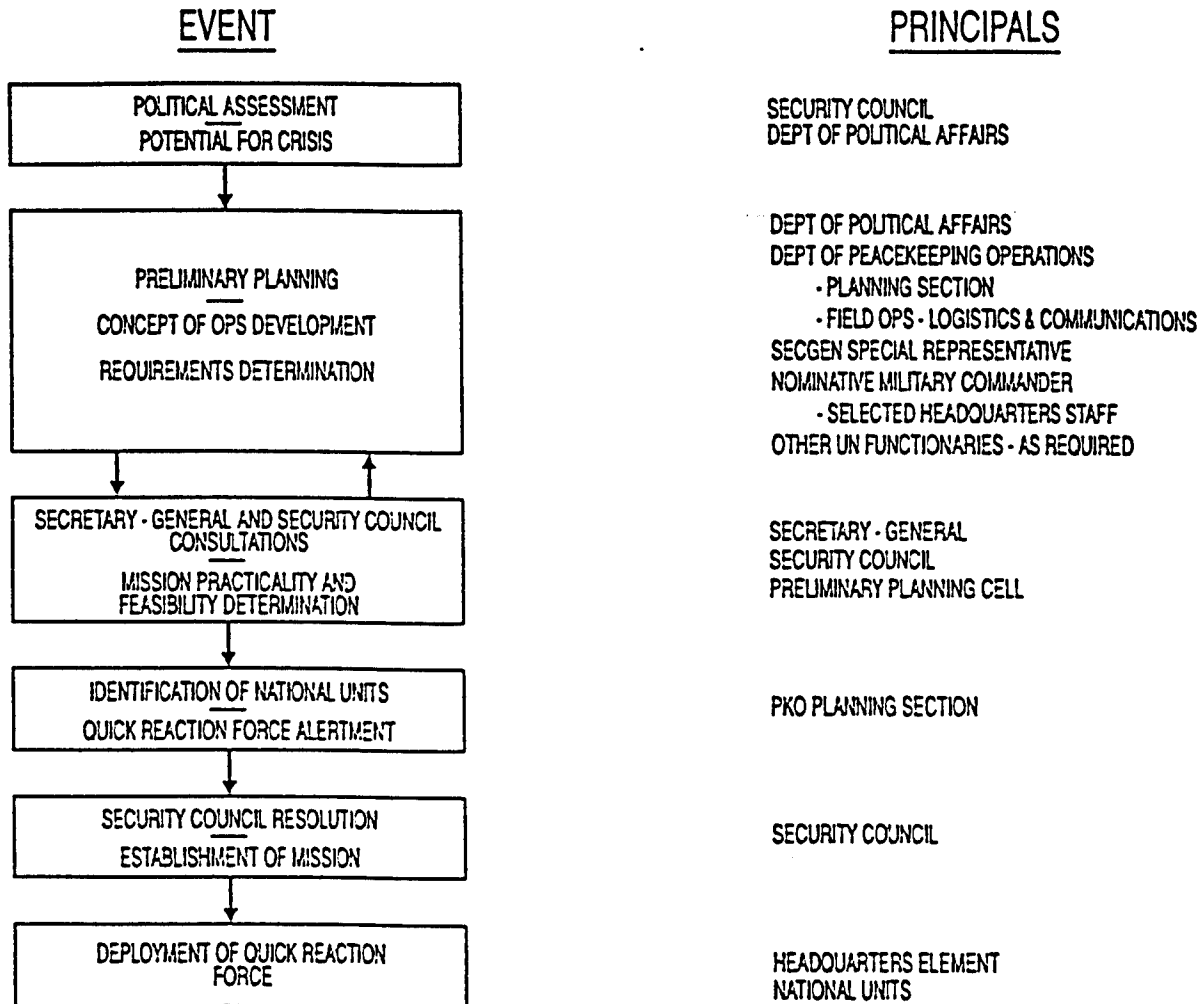 EVENT
PRINCIPALS
POLITICAL ASSESSMENT
POTENTIAL FOR CRISIS
SECURITY COUNCIL
DEPT OF POLITICAL AFFAIRS
PRELIMINARY PLANNING
CONCEPT OF OPS DEVELOPMENT
REQUIREMENTS DETERMINATION
DEPT OF POLITICAL AFFAIRS
DEPT OF PEACEKEEPING OPERATIONS
- PLANNING SECTION
- FIELD OPS - LOGISTICS & COMMUNICATIONS
SECGEN SPECIAL REPRESENTATIVE
NOMINATIVE MILITARY COMMANDER
- SELECTED HEADQUARTERS STAFF
OTHER UN FUNCTIONARIES - AS REQUIRED
SECRETARY - GENERAL AND SECURITY COUNCIL
CONSULTATIONS
MISSION PRACTICALITY AND
FEASIBILITY DETERMINATION
SECRETARY - GENERAL
SECURITY COUNCIL
PRELIMINARY PLANNING CELL
IDENTIFICATION OF NATIONAL UNITS
QUICK REACTION FORCE ALERTMENT
PKO PLANNING SECTION
SECURITY COUNCIL RESOLUTION
ESTABLISHMENT OF MISSION
SECURITY COUNCIL
DEPLOYMENT OF QUICK REACTION
FORCE
HEADQUARTERS ELEMENT
NATIONAL UNITS